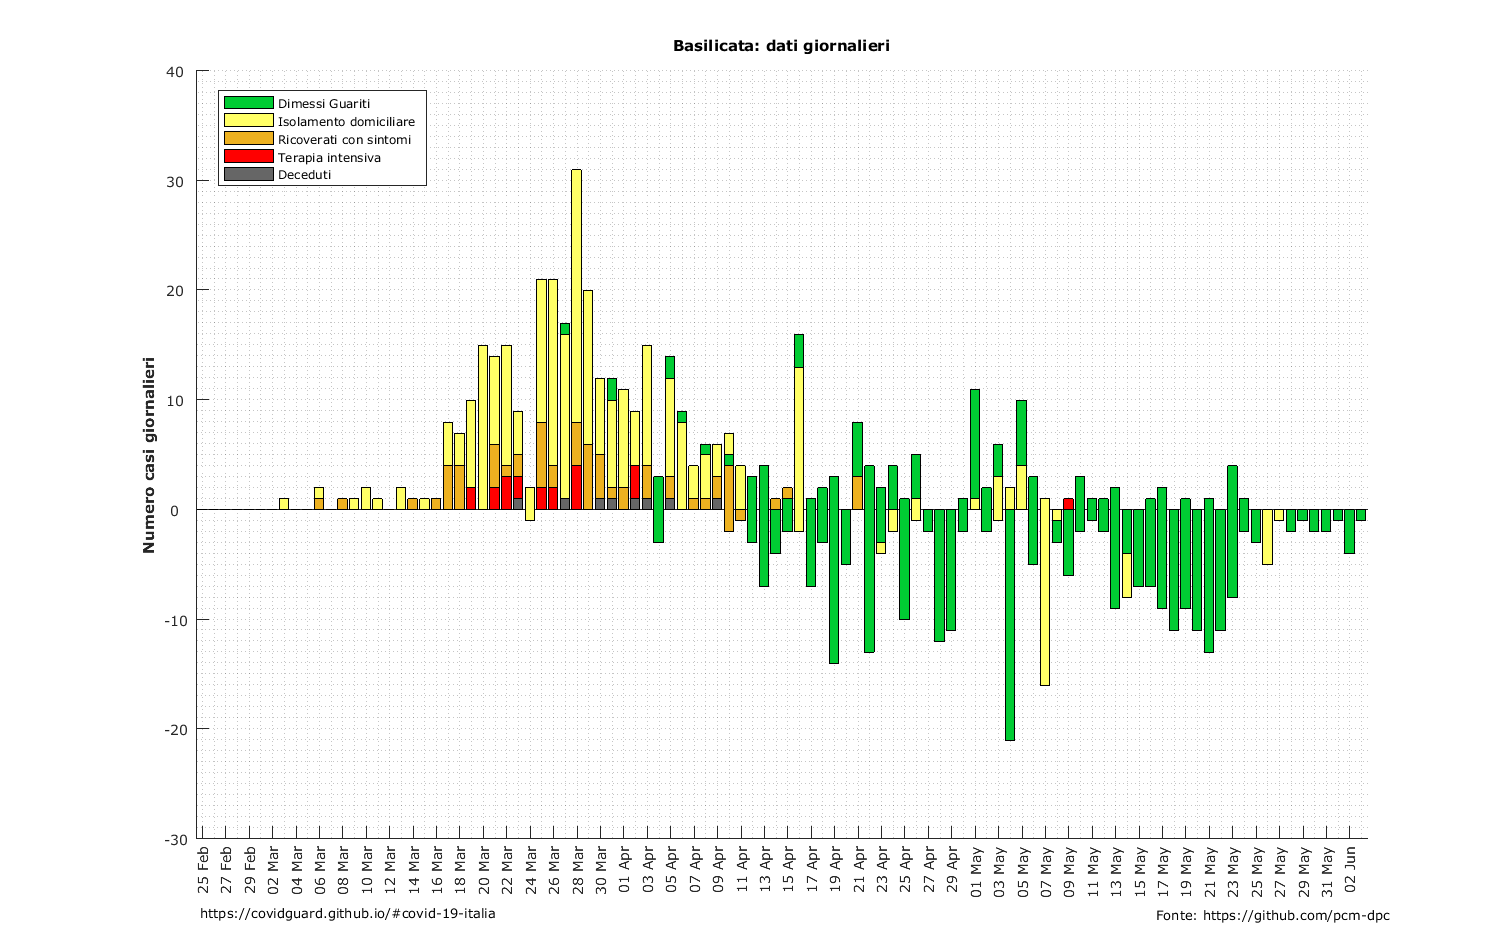 Basilicata: dati giornalieri
Numero casi giornalieri
40
30
20
10
0
-10
-20
-30
Dimessi Guariti
Isolamento domiciliare
Ricoverati con sintomi
Terapia intensiva
Deceduti
25 Feb
27 Feb
29 Feb
02 Mar
04 Mar
06 Mar
08 Mar
10 Mar
12 Mar
14 Mar
16 Mar
18 Mar
20 Mar
22 Mar
24 Mar
26 Mar
28 Mar
30 Mar
01 Apr
03 Apr
05 Apr
07 Apr
09 Apr
11 Apr
13 Apr
15 Apr
17 Apr
19 Apr
21 Apr
23 Apr
25 Apr
27 Apr
29 Apr
01 May
03 May
05 May
07 May
09 May
11 May
13 May
15 May
17 May
19 May
21 May
23 May
25 May
27 May
29 May
31 May
02 Jun
https://covidguard.github.io/#covid-19-italia
Fonte: https://github.com/pcm-dpc